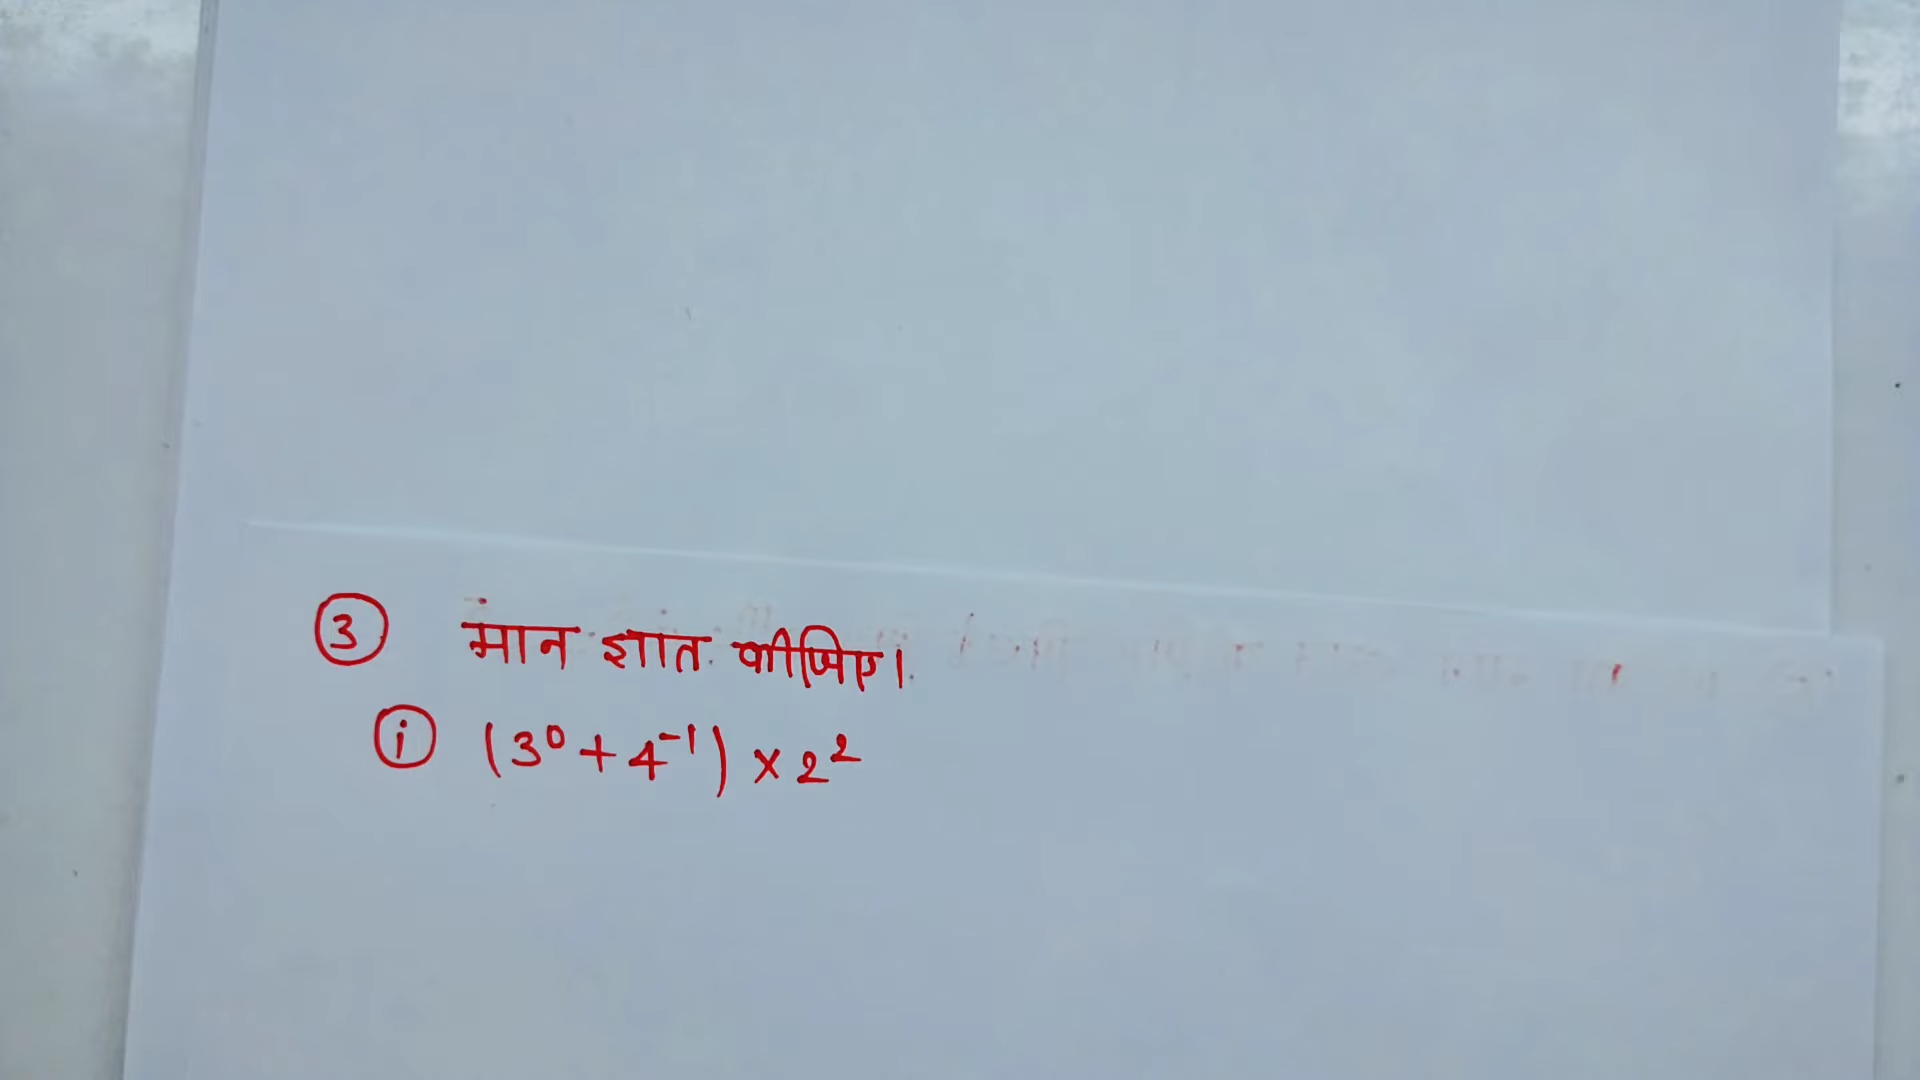 ③ मान ज्ञात कीजिए।
ⓘ (3⁰ + 4⁻¹) × 2²